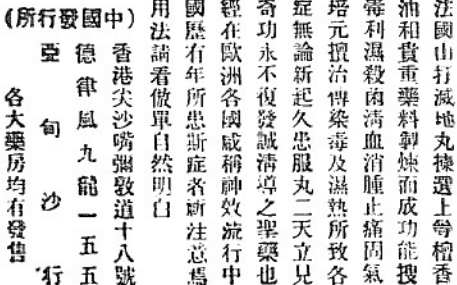 法國山打滅地丸揀選上等檀香
油和貴重藥料製煉而成功能搜
毒利濕殺菌清血消腫止痛固氣
培元擅治傳染毒及濕熱所致各
症無論新起久患服丸二天立見
奇功永不復發誠清導之聖藥也
經在歐洲各國咸稱神效流行中
國歷有年所患斯症者祈注意焉
用法請看倣單自然明白
香港尖沙嘴彌敦道十八號
德律風九龍一五五
(中國發行所)亞旬沙行
各大藥房均有發售